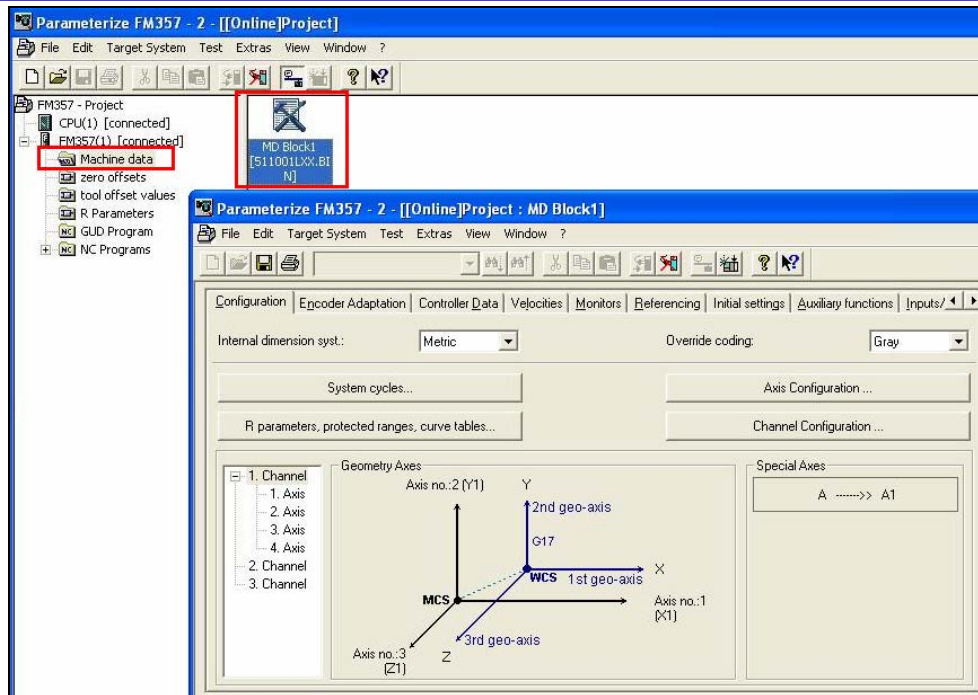 Parameterize FM357 - 2 - [[Online]Project]
File Edit Target System Test Extras View Window ?
FM357 - Project
CPU(1) [connected]
FM357(1) [connected]
Machine data
zero offsets
tool offset values
R Parameters
NC GUD Program
NC NC Programs
MD Block1
[511001LXX.BI
N]
Parameterize FM357 - 2 - [[Online]Project : MD Block1]
File Edit Target System Test Extras View Window ?
Configuration Encoder Adaptation Controller Data Velocities Monitors Referencing Initial settings Auxiliary functions Inputs/
Internal dimension syst.: Metric Override coding: Gray
System cycles... Axis Configuration ...
R parameters, protected ranges, curve tables... Channel Configuration ...
1. Channel
1. Axis
2. Axis
3. Axis
4. Axis
2. Channel
3. Channel
Geometry Axes
Axis no.:2 (Y1) Y
2nd geo-axis
G17
WCS 1st geo-axis X
MCS
Axis no.:1
(X1)
3rd geo-axis
Axis no.:3
(Z1)
Z
Special Axes
A ------>> A1